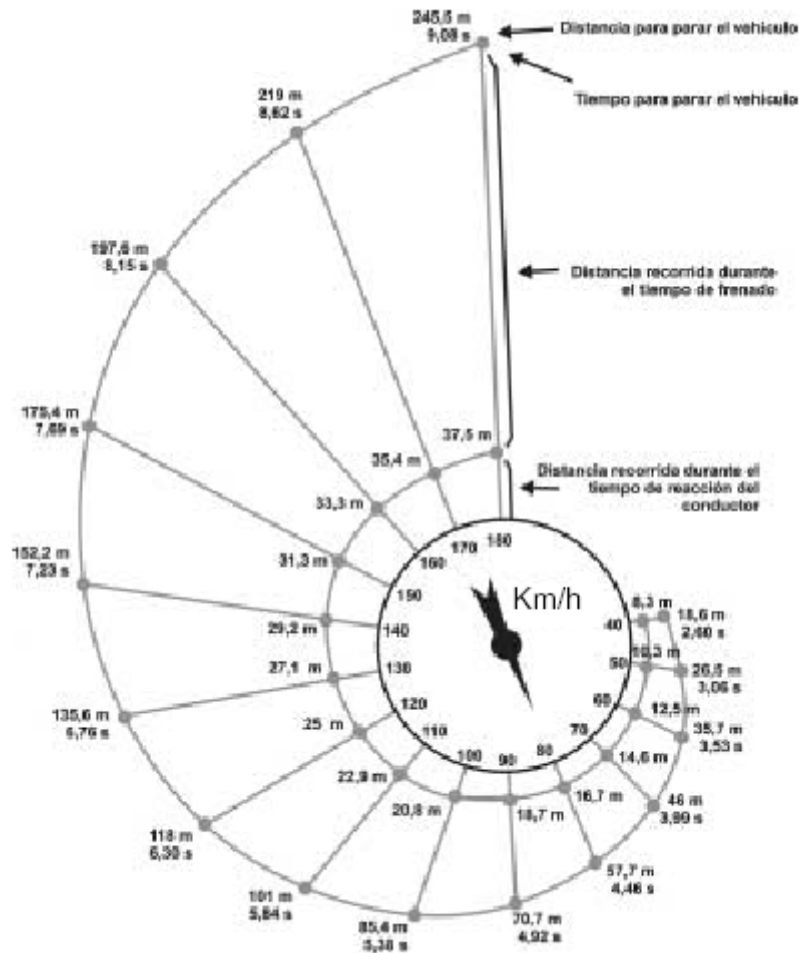 245,5 m
9,08 s
Distancia para parar el vehículo
Tiempo para parar el vehículo
219 m
8,62 s
197,6 m
8,15 s
Distancia recorrida durante
el tiempo de frenado
175,4 m
7,69 s
37,5 m
35,4 m
33,3 m
31,3 m
Distancia recorrida durante el
tiempo de reacción del
conductor
180
170
160
150
140
130
120
110
100
90
80
70
60
50
40
Km/h
152,2 m
7,23 s
29,2 m
27,1 m
25 m
22,9 m
20,8 m
18,7 m
16,7 m
14,6 m
12,5 m
10,3 m
8,3 m
18,6 m
2,60 s
26,5 m
3,06 s
35,7 m
3,53 s
46 m
3,99 s
57,7 m
4,46 s
70,7 m
4,92 s
85,4 m
5,38 s
101 m
5,84 s
118 m
6,30 s
135,6 m
6,76 s